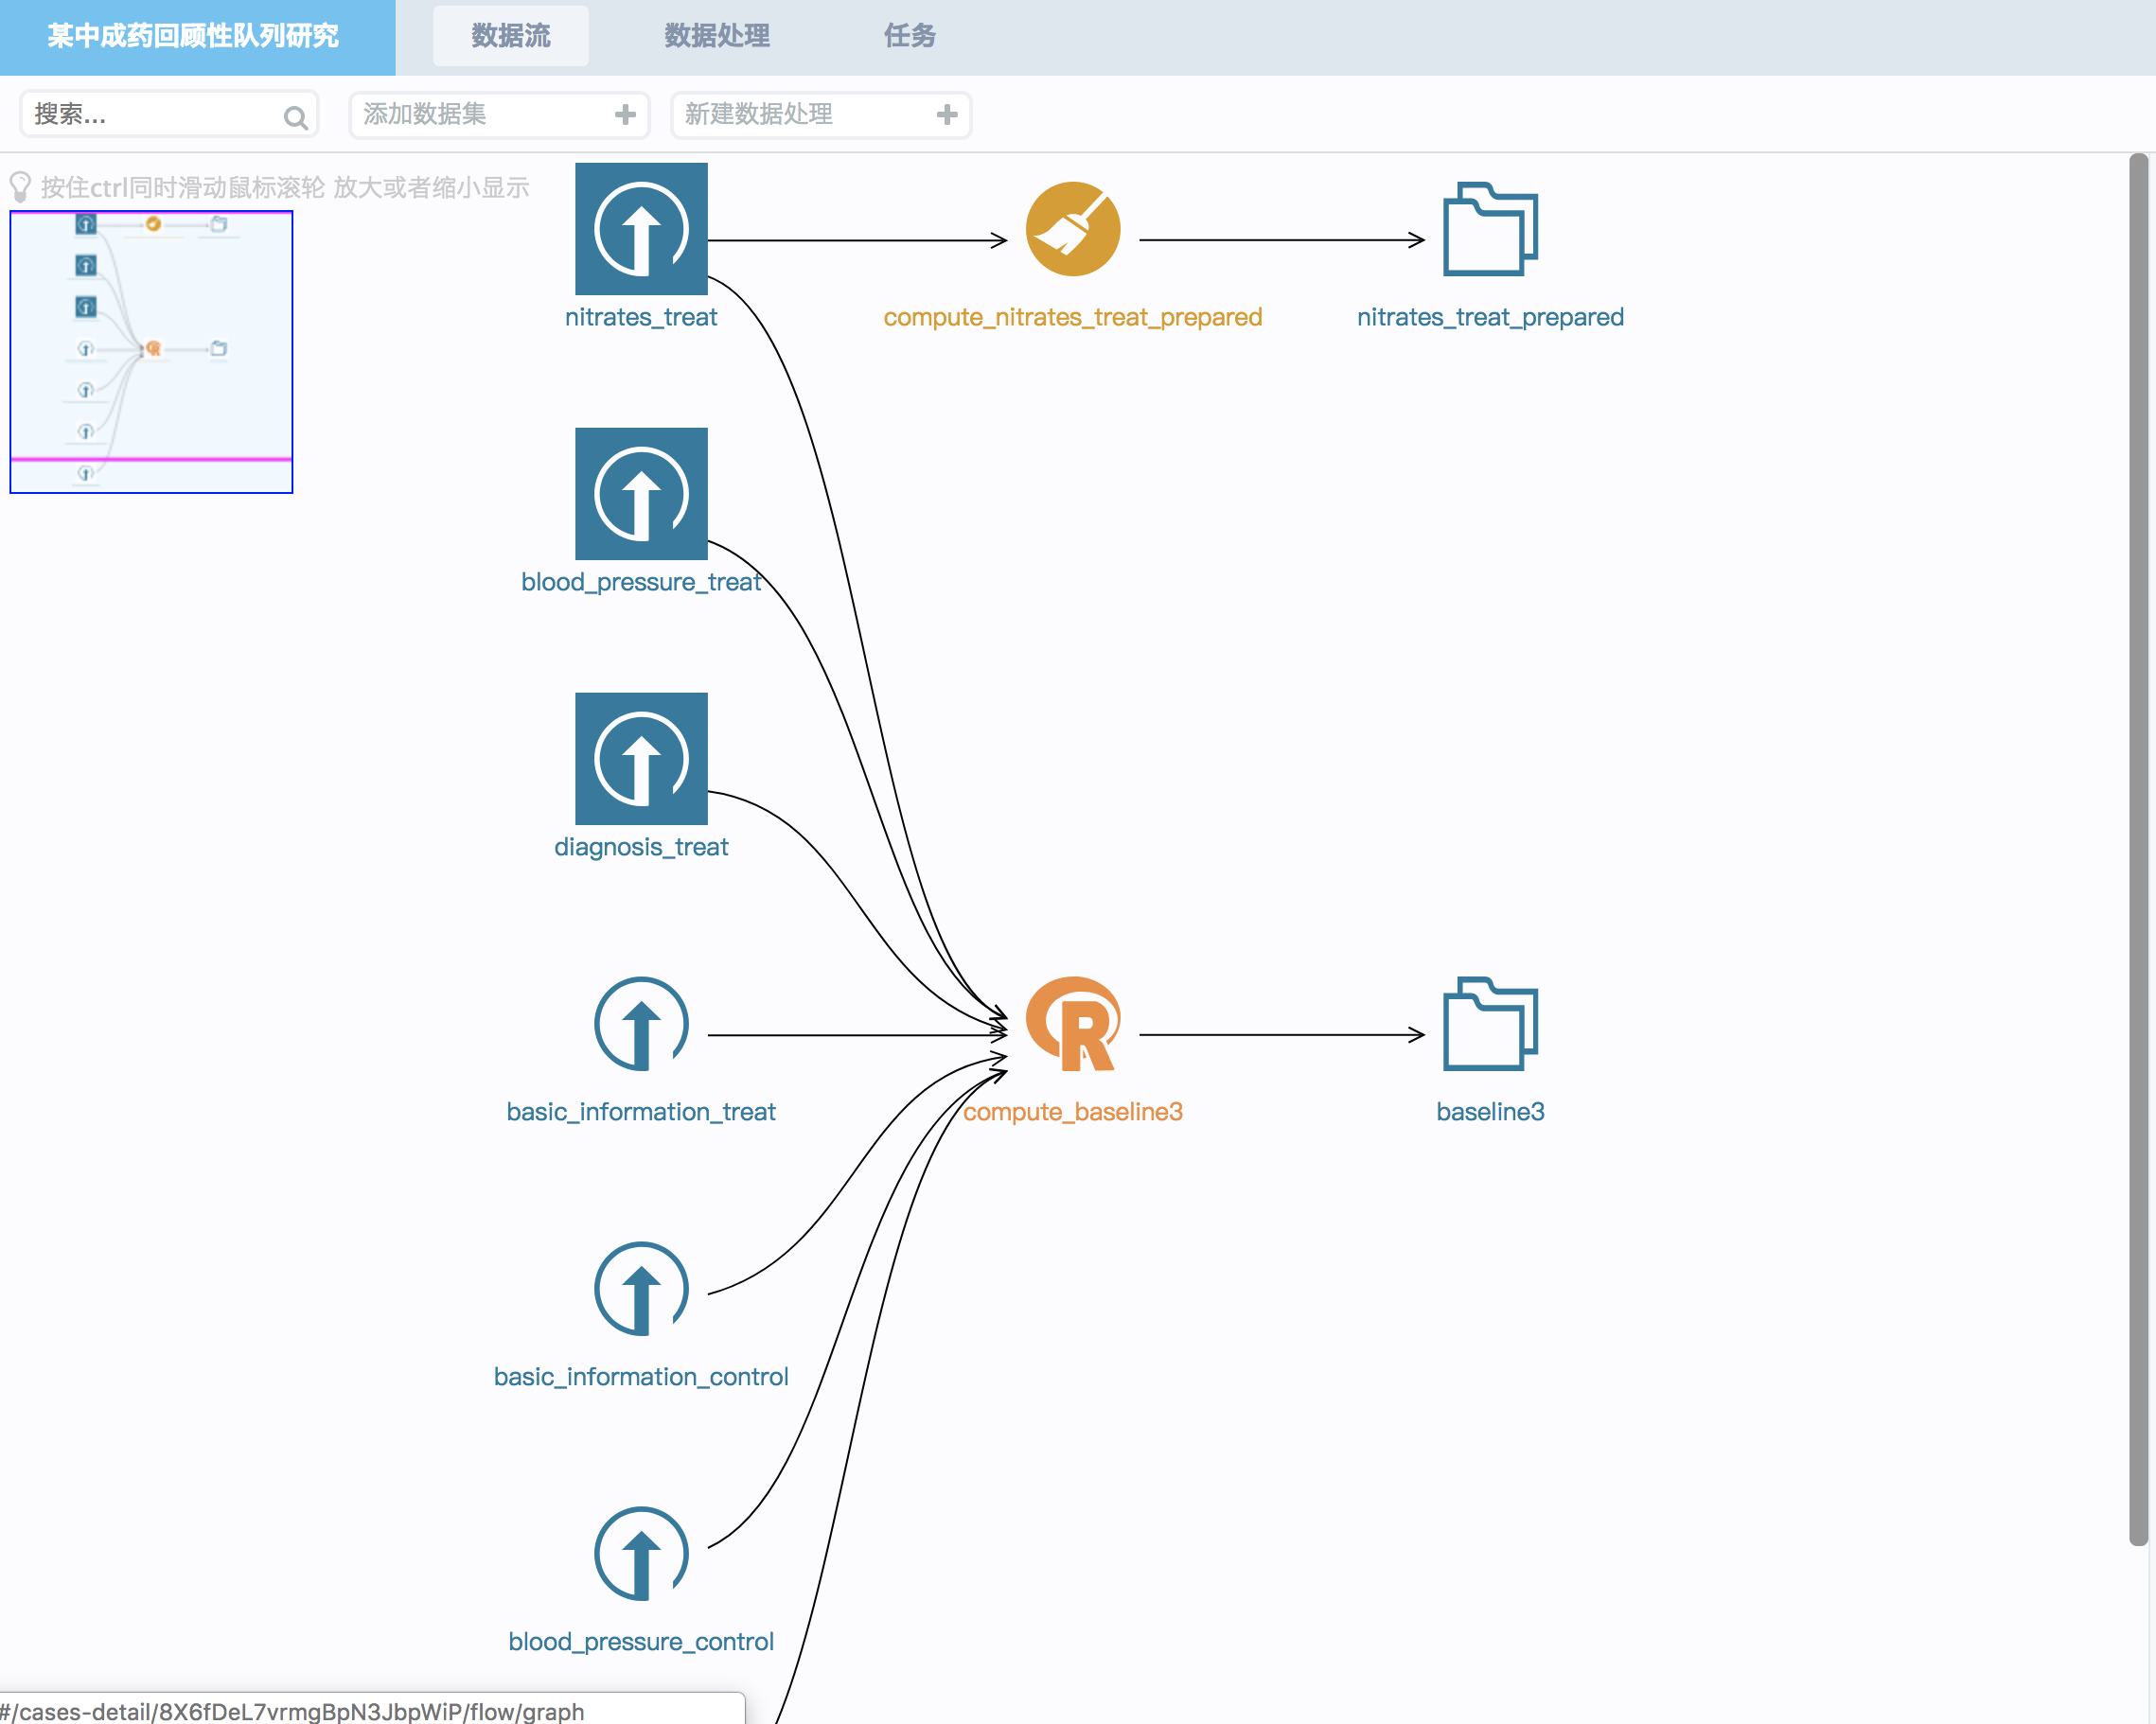 某中成药回顾性队列研究 数据流 数据处理 任务
搜索... 添加数据集 新建数据处理
按住ctrl同时滑动鼠标滚轮 放大或者缩小显示
nitrates_treat compute_nitrates_treat_prepared nitrates_treat_prepared
blood_pressure_treat
diagnosis_treat
basic_information_treat compute_baseline3 baseline3
basic_information_control
blood_pressure_control
#/cases-detail/8X6fDeL7vrmgBpN3JbpWiP/flow/graph